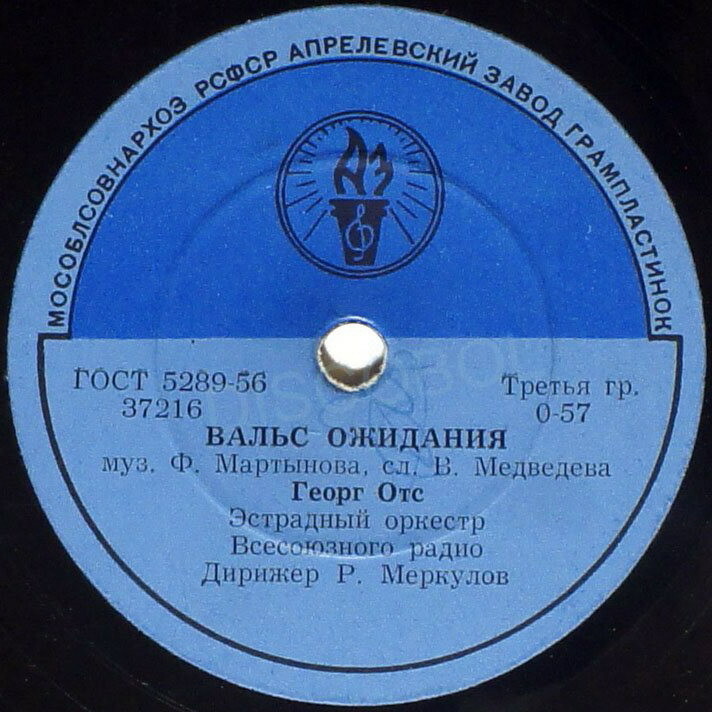 МОСОБЛСОВНАРХОЗ РСФСР АПРЕЛЕВСКИЙ ЗАВОД ГРАМПЛАСТИНОК
АЗ
ГОСТ 5289-56
37216
Третья гр.
0-57
ВАЛЬС ОЖИДАНИЯ
муз. Ф. Мартынова, сл. В. Медведева
Георг Отс
Эстрадный оркестр
Всесоюзного радио
Дирижер Р. Меркулов